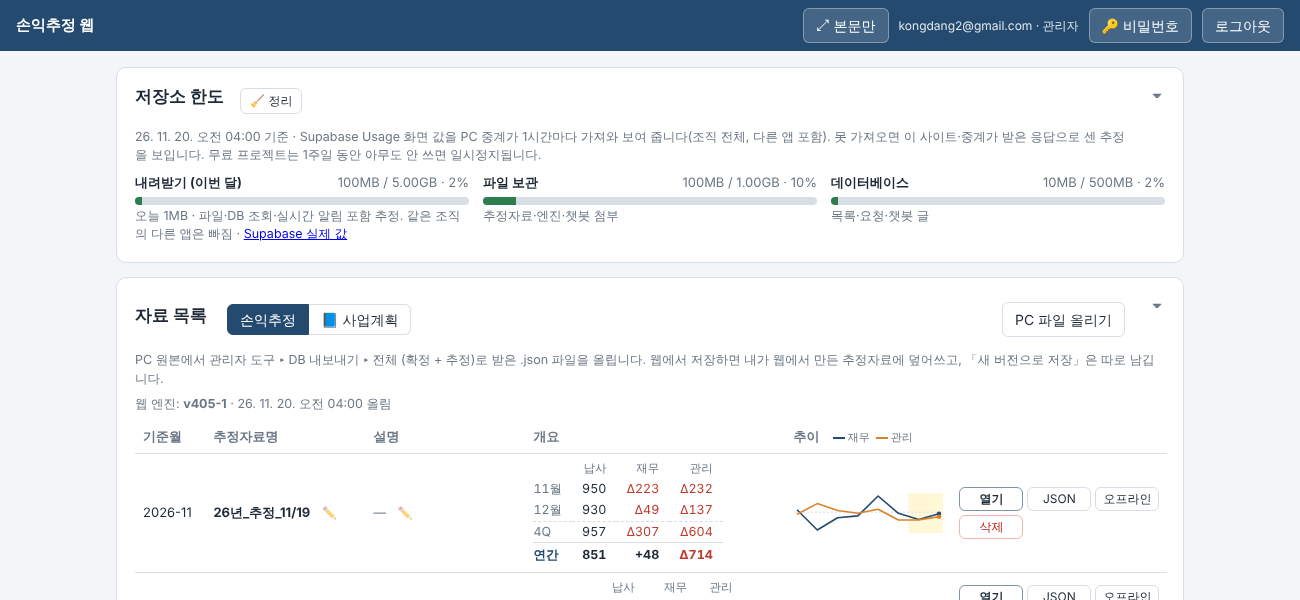 손익추정 웹
⤢ 본문만
kongdang2@gmail.com · 관리자
🔑 비밀번호
로그아웃
저장소 한도
🧹 정리
26. 11. 20. 오전 04:00 기준 · Supabase Usage 화면 값을 PC 중계가 1시간마다 가져와 보여 줍니다(조직 전체, 다른 앱 포함). 못 가져오면 이 사이트·중계가 받은 응답으로 센 추정
을 보입니다. 무료 프로젝트는 1주일 동안 아무도 안 쓰면 일시정지됩니다.
내려받기 (이번 달) 100MB / 5.00GB · 2%
오늘 1MB · 파일·DB 조회·실시간 알림 포함 추정. 같은 조직
의 다른 앱은 빠짐 · Supabase 실제 값
파일 보관 100MB / 1.00GB · 10%
추정자료·엔진·챗봇 첨부
데이터베이스 10MB / 500MB · 2%
목록·요청·챗봇 글
자료 목록
손익추정
📘 사업계획
PC 파일 올리기
PC 원본에서 관리자 도구 ▸ DB 내보내기 ▸ 전체 (확정 + 추정)로 받은 .json 파일을 올립니다. 웹에서 저장하면 내가 웹에서 만든 추정자료에 덮어쓰고, 「새 버전으로 저장」은 따로 남깁
니다.
웹 엔진: v405-1 · 26. 11. 20. 오전 04:00 올림
기준월 추정자료명 설명 개요 추이 재무 관리
납사 재무 관리
11월 950 Δ223 Δ232
12월 930 Δ49 Δ137
4Q 957 Δ307 Δ604
연간 851 +48 Δ714
2026-11 26년_추정_11/19 ✏️ — ✏️
열기 JSON 오프라인
삭제
납사 재무 관리
열기 JSON 오프라인